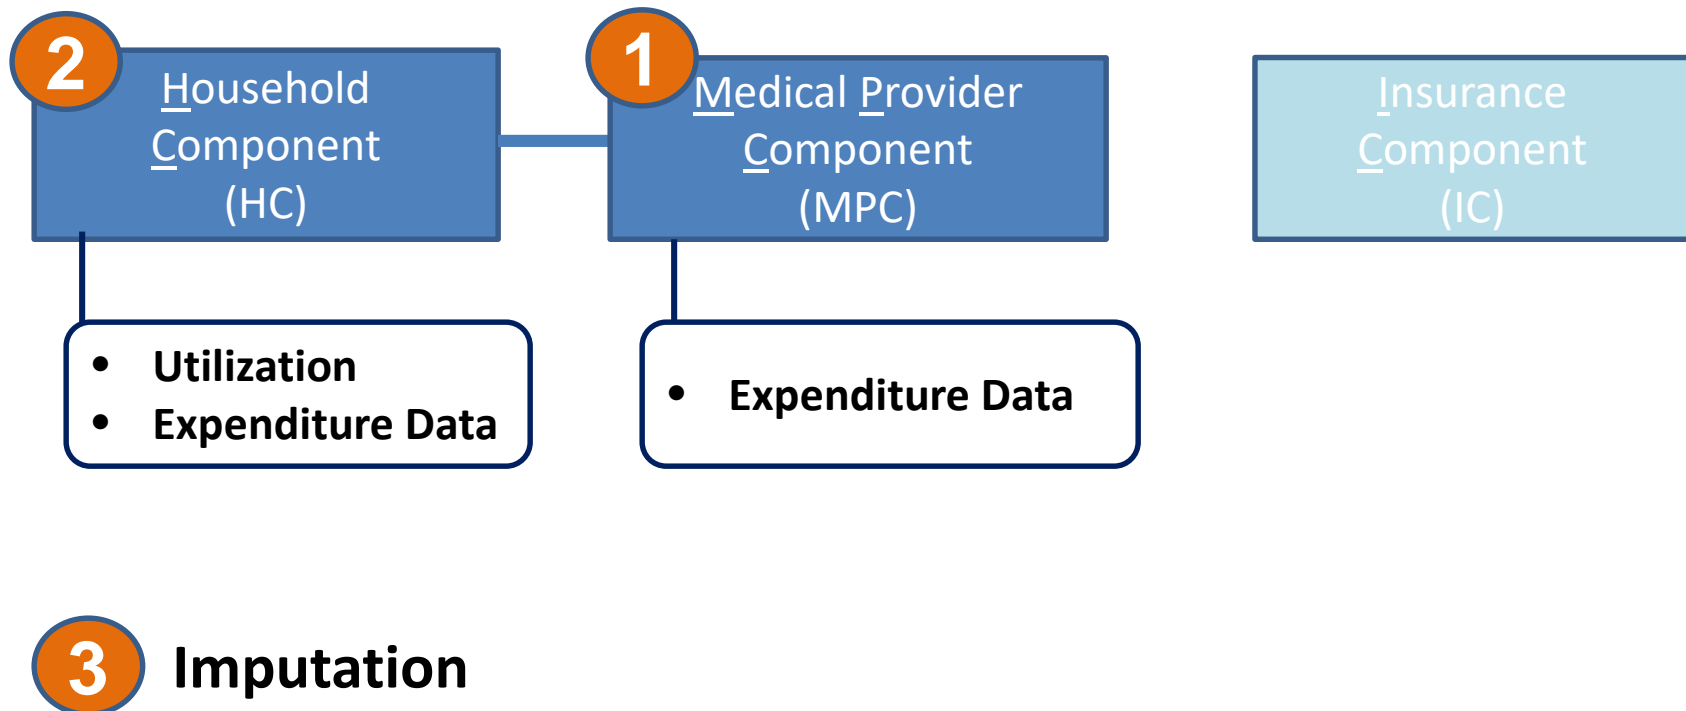 2
Household
Component
(HC)
1
Medical Provider
Component
(MPC)
Insurance
Component
(IC)
• Utilization
• Expenditure Data
• Expenditure Data
3 Imputation